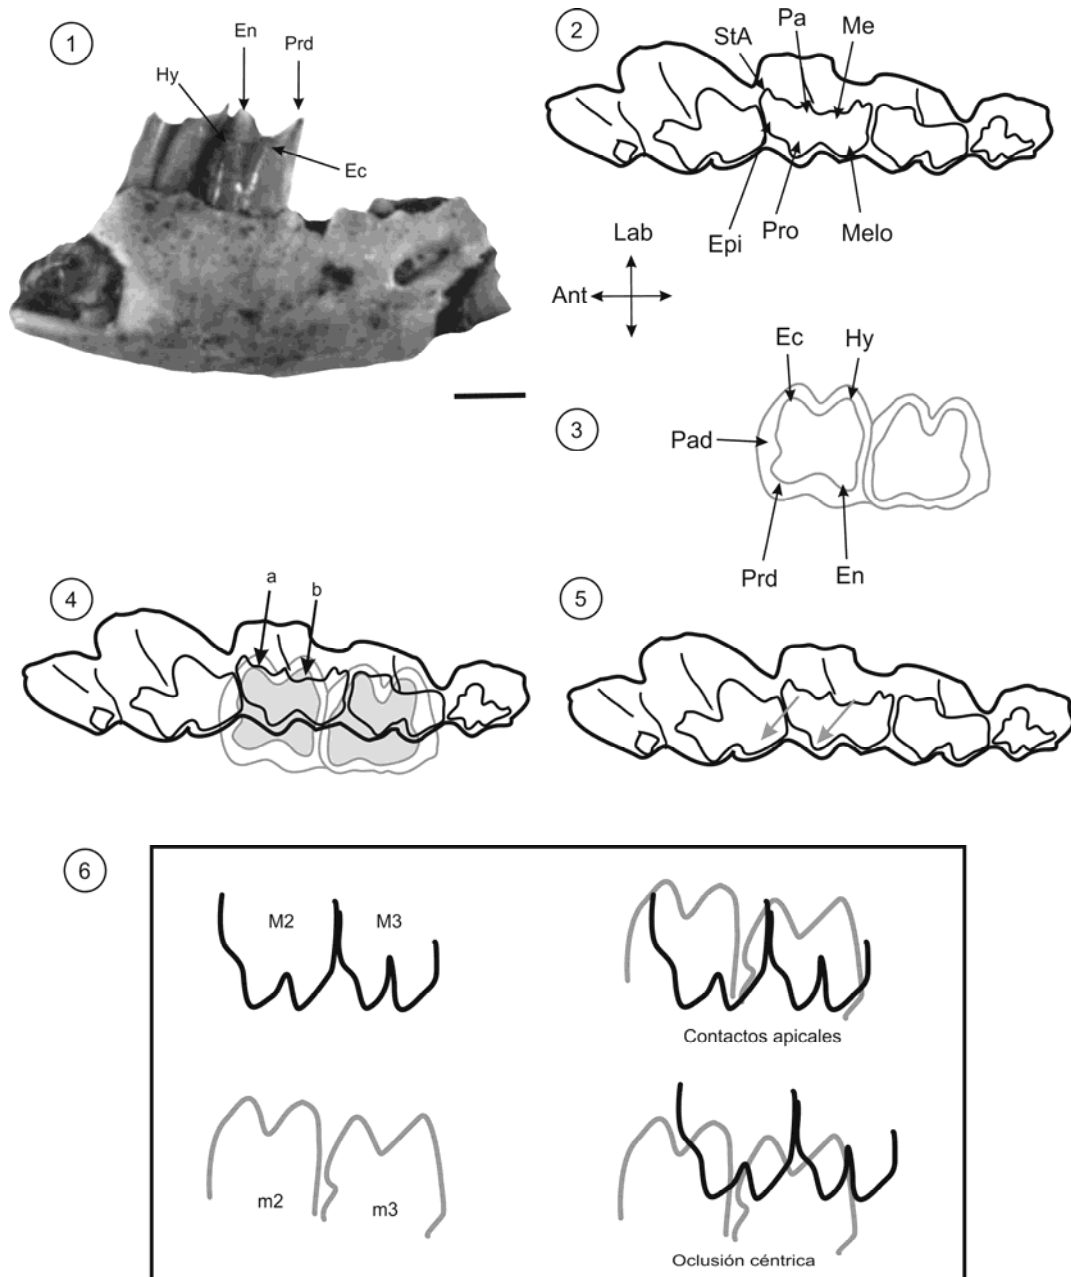 1
En
Prd
Hy
Ec
2
StA
Pa
Me
Epi
Pro
Melo
Lab
Ant
3
Ec
Hy
Pad
Prd
En
4
a
b
5
6
M2
M3
Contactos apicales
m2
m3
Oclusión céntrica